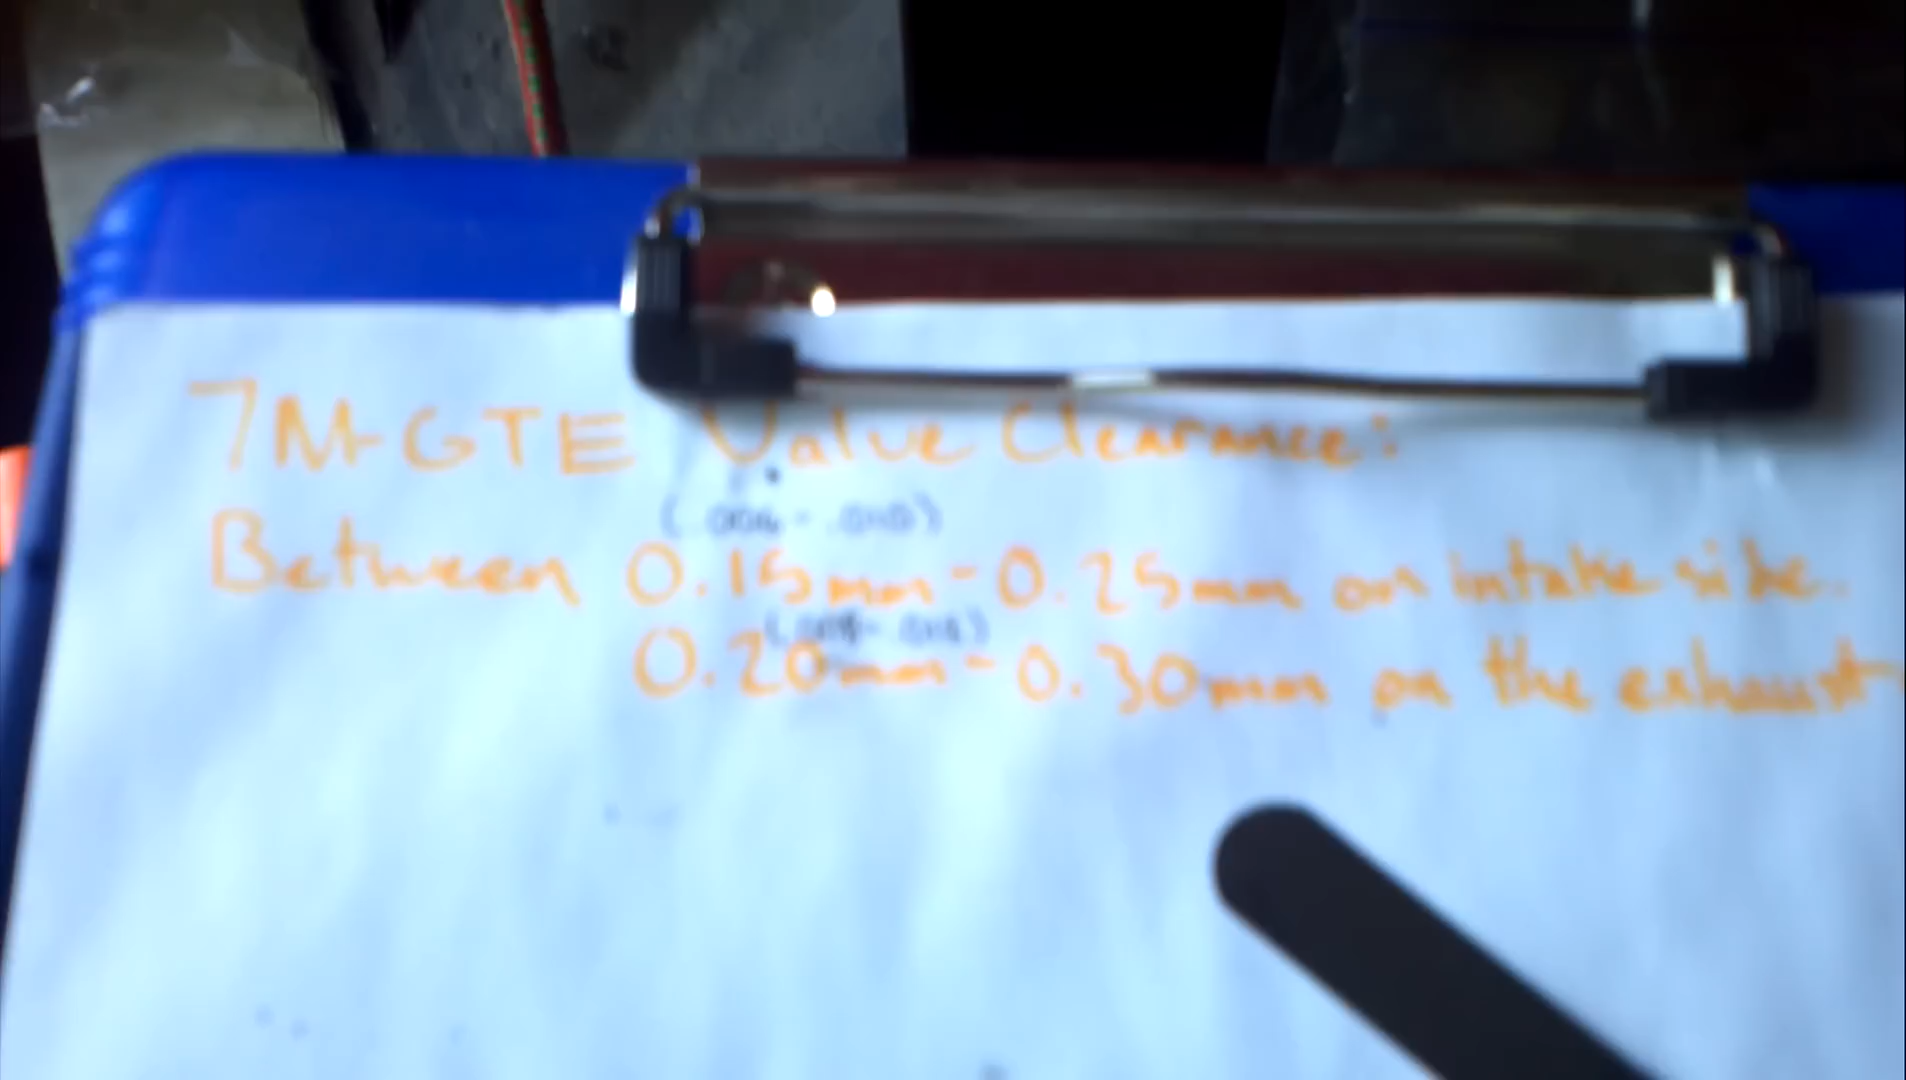 7M-GTE Valve Clearance:
(.006 - .010)
Between 0.15mm - 0.25mm on intake side.
(.008 - .012)
0.20mm - 0.30mm on the exhaust